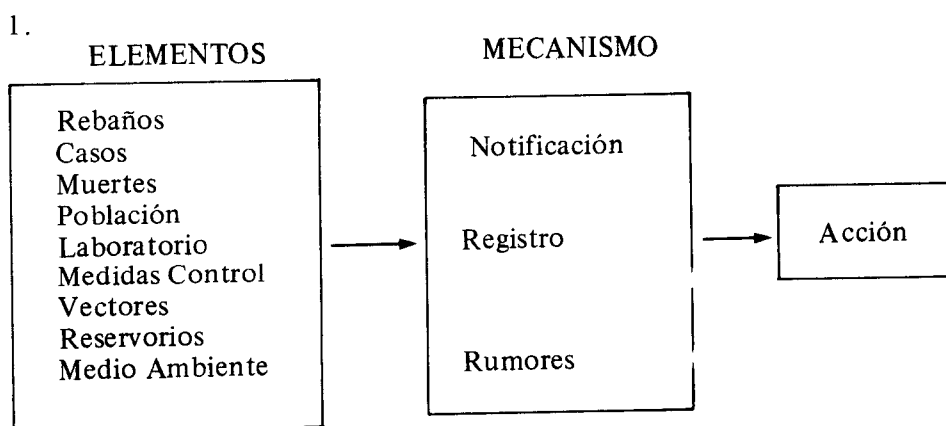 1.
ELEMENTOS
MECANISMO
Rebaños
Casos
Muertes
Población
Laboratorio
Medidas Control
Vectores
Reservorios
Medio Ambiente
Notificación
Registro
Rumores
Acción